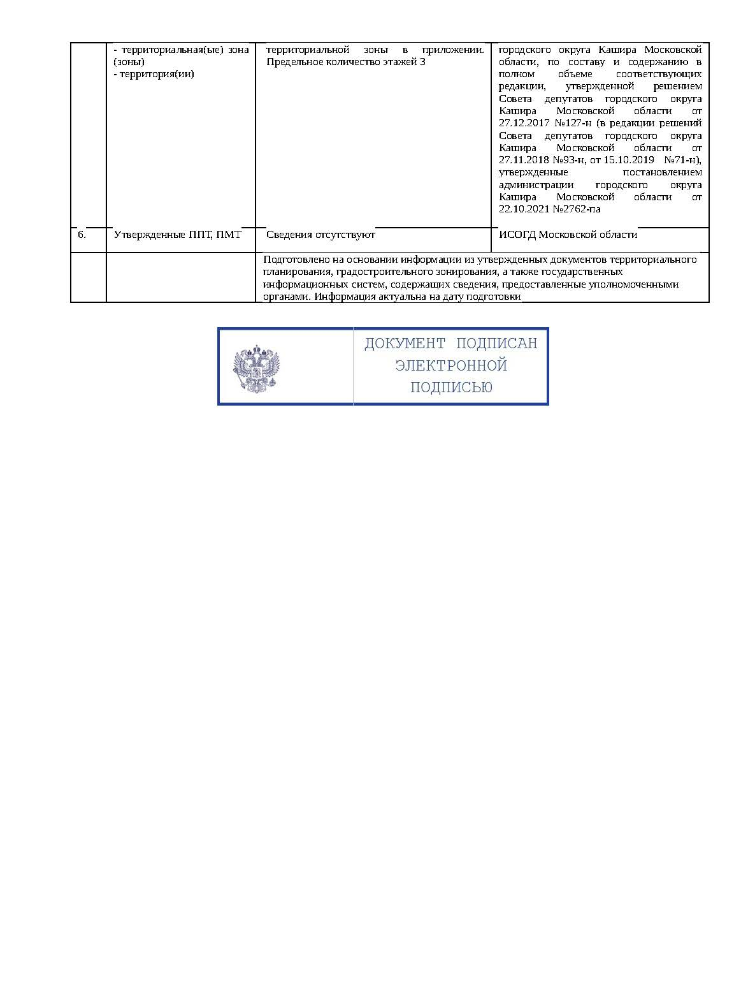 - территориальная(ые) зона
(зоны)
- территория(ии)
территориальной зоны в приложении.
Предельное количество этажей 3
городского округа Кашира Московской
области, по составу и содержанию в
полном объеме соответствующих
редакции, утвержденной решением
Совета депутатов городского округа
Кашира Московской области от
27.12.2017 №127-н (в редакции решений
Совета депутатов городского округа
Кашира Московской области от
27.11.2018 №93-н, от 15.10.2019 №71-н),
утвержденные постановлением
администрации городского округа
Кашира Московской области от
22.10.2021 №2762-па
6.
Утвержденные ППТ, ПМТ
Сведения отсутствуют
ИСОГД Московской области
Подготовлено на основании информации из утвержденных документов территориального
планирования, градостроительного зонирования, а также государственных
информационных систем, содержащих сведения, предоставленные уполномоченными
органами. Информация актуальна на дату подготовки
ДОКУМЕНТ ПОДПИСАН
ЭЛЕКТРОННОЙ
ПОДПИСЬЮ